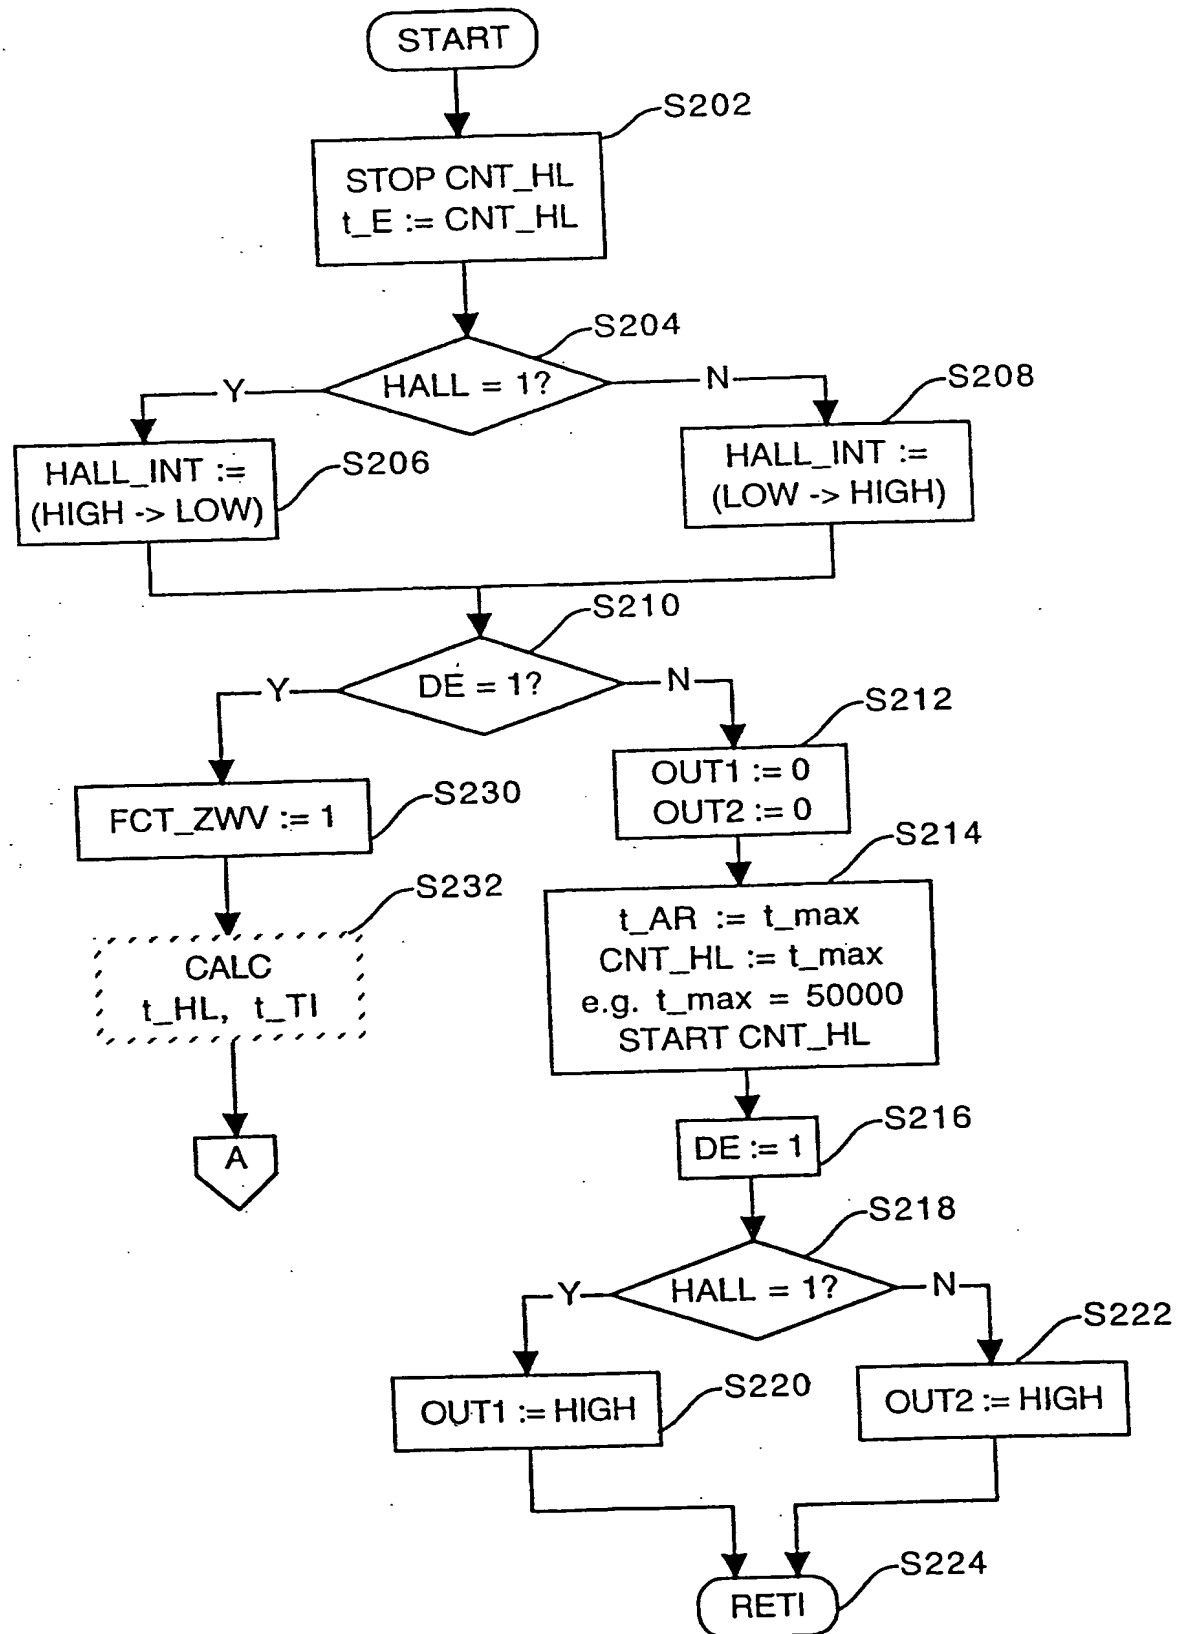 START
S202
STOP CNT_HL
t_E := CNT_HL
S204
HALL = 1?
Y
N
S208
HALL_INT :=
(HIGH -> LOW)
S206
HALL_INT :=
(LOW -> HIGH)
S210
DE = 1?
Y
N
S212
OUT1 := 0
OUT2 := 0
FCT_ZWV := 1
S230
S214
S232
t_AR := t_max
CNT_HL := t_max
e.g. t_max = 50000
START CNT_HL
CALC
t_HL, t_TI
S216
DE := 1
A
S218
HALL = 1?
Y
N
S222
OUT1 := HIGH
S220
OUT2 := HIGH
S224
RETI